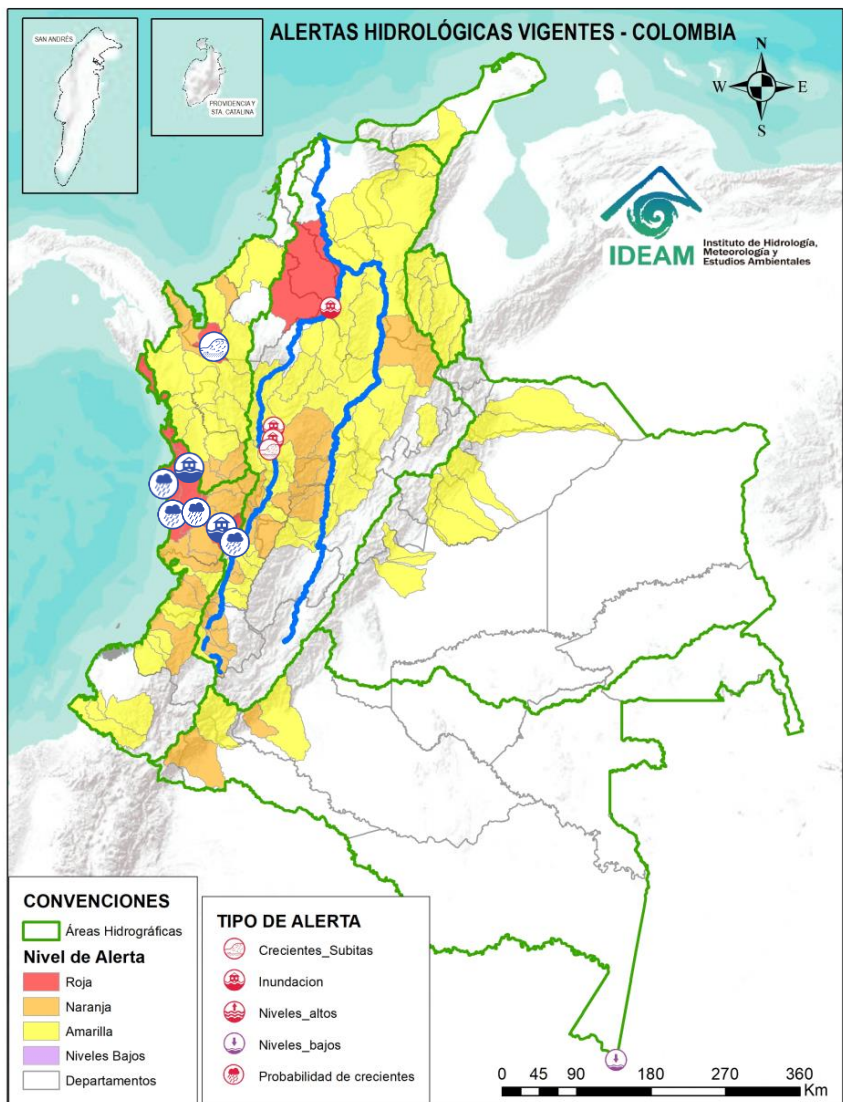 ALERTAS HIDROLÓGICAS VIGENTES - COLOMBIA
SAN ANDRÉS
PROVIDENCIA Y
STA. CATALINA
N
W
E
S
IDEAM
Instituto de Hidrología,
Meteorología y
Estudios Ambientales
CONVENCIONES
Áreas Hidrográficas
Nivel de Alerta
Roja
Naranja
Amarilla
Niveles Bajos
Departamentos
TIPO DE ALERTA
Crecientes_Subitas
Inundacion
Niveles_altos
Niveles_bajos
Probabilidad de crecientes
0 45 90 180 270 360
Km